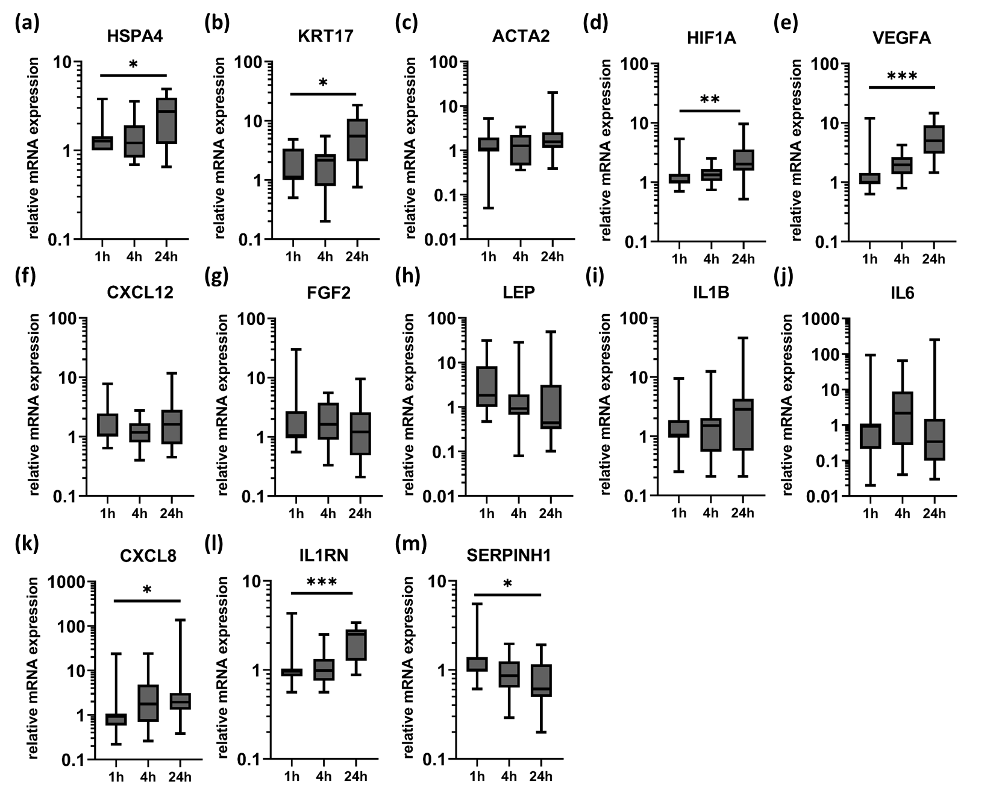 (a) (b) (c) (d) (e)
HSPA4 KRT17 ACTA2 HIF1A VEGFA
relative mRNA expression
10
1
0.1
*
1h 4h 24h
relative mRNA expression
100
10
1
0.1
*
1h 4h 24h
relative mRNA expression
100
10
1
0.1
0.01
1h 4h 24h
relative mRNA expression
100
10
1
0.1
**
1h 4h 24h
relative mRNA expression
100
10
1
0.1
***
1h 4h 24h
(f) (g) (h) (i) (j)
CXCL12 FGF2 LEP IL1B IL6
relative mRNA expression
100
10
1
0.1
1h 4h 24h
relative mRNA expression
100
10
1
0.1
1h 4h 24h
relative mRNA expression
100
10
1
0.1
0.01
1h 4h 24h
relative mRNA expression
100
10
1
0.1
1h 4h 24h
relative mRNA expression
1000
100
10
1
0.1
0.01
1h 4h 24h
(k) (l) (m)
CXCL8 IL1RN SERPINH1
relative mRNA expression
1000
100
10
1
0.1
*
1h 4h 24h
relative mRNA expression
10
1
0.1
***
1h 4h 24h
relative mRNA expression
10
1
0.1
*
1h 4h 24h